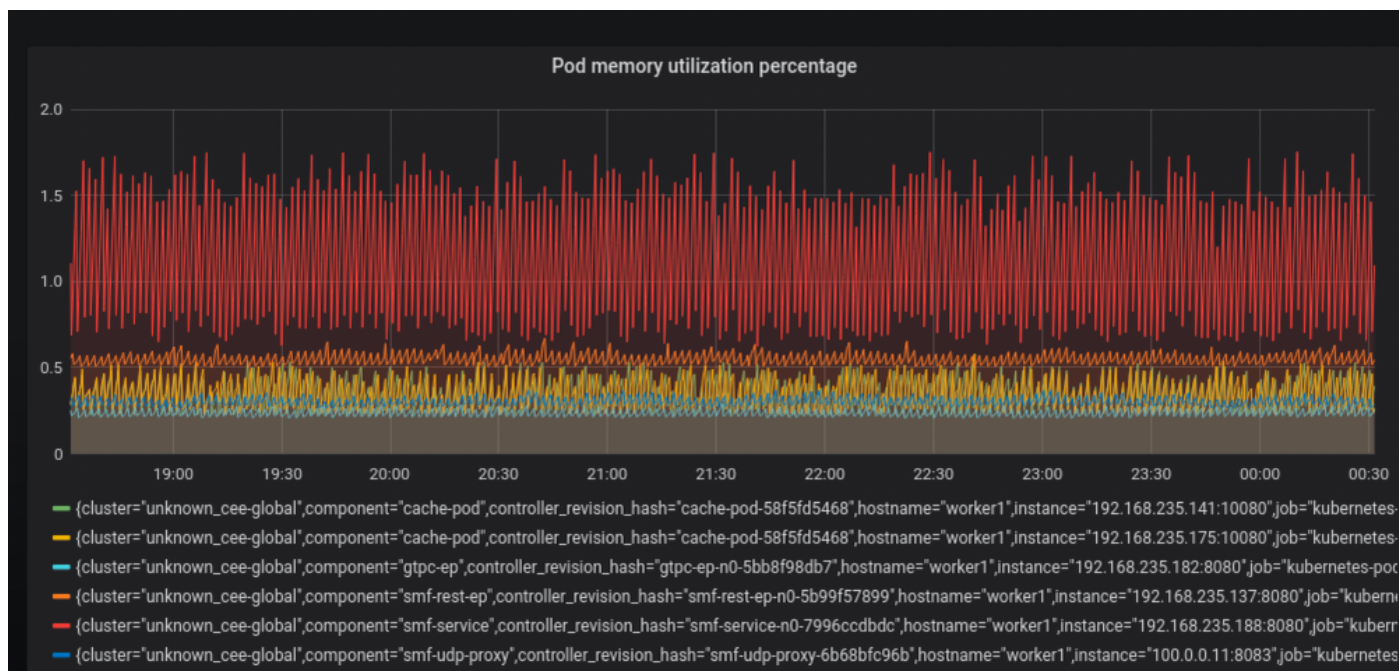 Pod memory utilization percentage
2.0
1.5
1.0
0.5
0
19:00 19:30 20:00 20:30 21:00 21:30 22:00 22:30 23:00 23:30 00:00 00:30
{cluster="unknown_cee-global",component="cache-pod",controller_revision_hash="cache-pod-58f5fd5468",hostname="worker1",instance="192.168.235.141:10080",job="kubernetes-
{cluster="unknown_cee-global",component="cache-pod",controller_revision_hash="cache-pod-58f5fd5468",hostname="worker1",instance="192.168.235.175:10080",job="kubernetes-
{cluster="unknown_cee-global",component="gtpc-ep",controller_revision_hash="gtpc-ep-n0-5bb8f98db7",hostname="worker1",instance="192.168.235.182:8080",job="kubernetes-poc
{cluster="unknown_cee-global",component="smf-rest-ep",controller_revision_hash="smf-rest-ep-n0-5b99f57899",hostname="worker1",instance="192.168.235.137:8080",job="kubern
{cluster="unknown_cee-global",component="smf-service",controller_revision_hash="smf-service-n0-7996ccdbdc",hostname="worker1",instance="192.168.235.188:8080",job="kubern
{cluster="unknown_cee-global",component="smf-udp-proxy",controller_revision_hash="smf-udp-proxy-6b68bfc96b",hostname="worker1",instance="100.0.0.11:8083",job="kubernetes